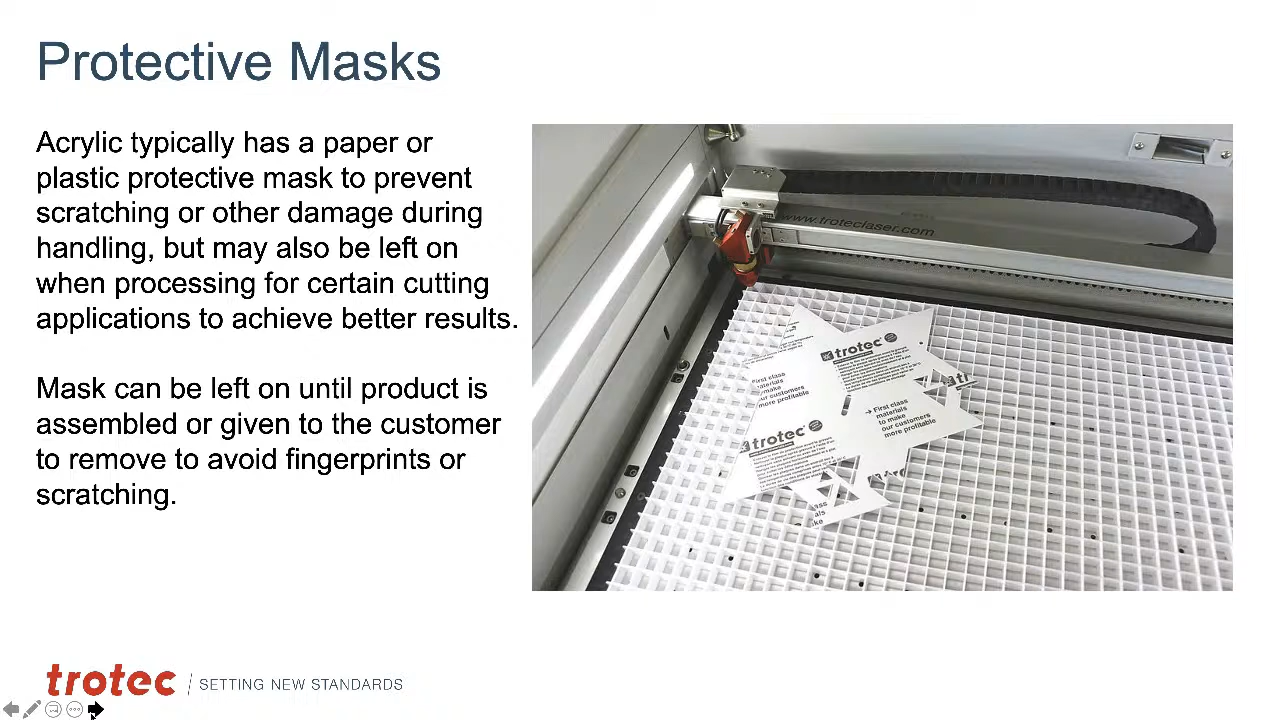 Protective Masks
Acrylic typically has a paper or
plastic protective mask to prevent
scratching or other damage during
handling, but may also be left on
when processing for certain cutting
applications to achieve better results.
Mask can be left on until product is
assembled or given to the customer
to remove to avoid fingerprints or
scratching.
www.troteclaser.com
trotec
First class
materials
make
our customers
more profitable
→ First class
materials
to make
our customers
more profitable
trotec
trotec
SETTING NEW STANDARDS